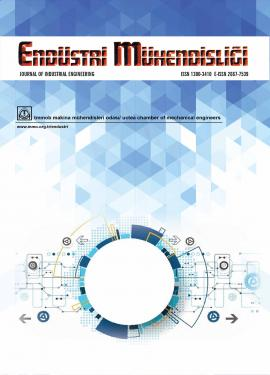 ENDÜSTRİ MÜHENDİSLİĞİ
JOURNAL OF INDUSTRIAL ENGINEERING ISSN 1300-3410 E-ISSN 2667-7539
tmmob makina mühendisleri odası/ uctea chamber of mechanical engineers
www.mmo.org.tr/endustri